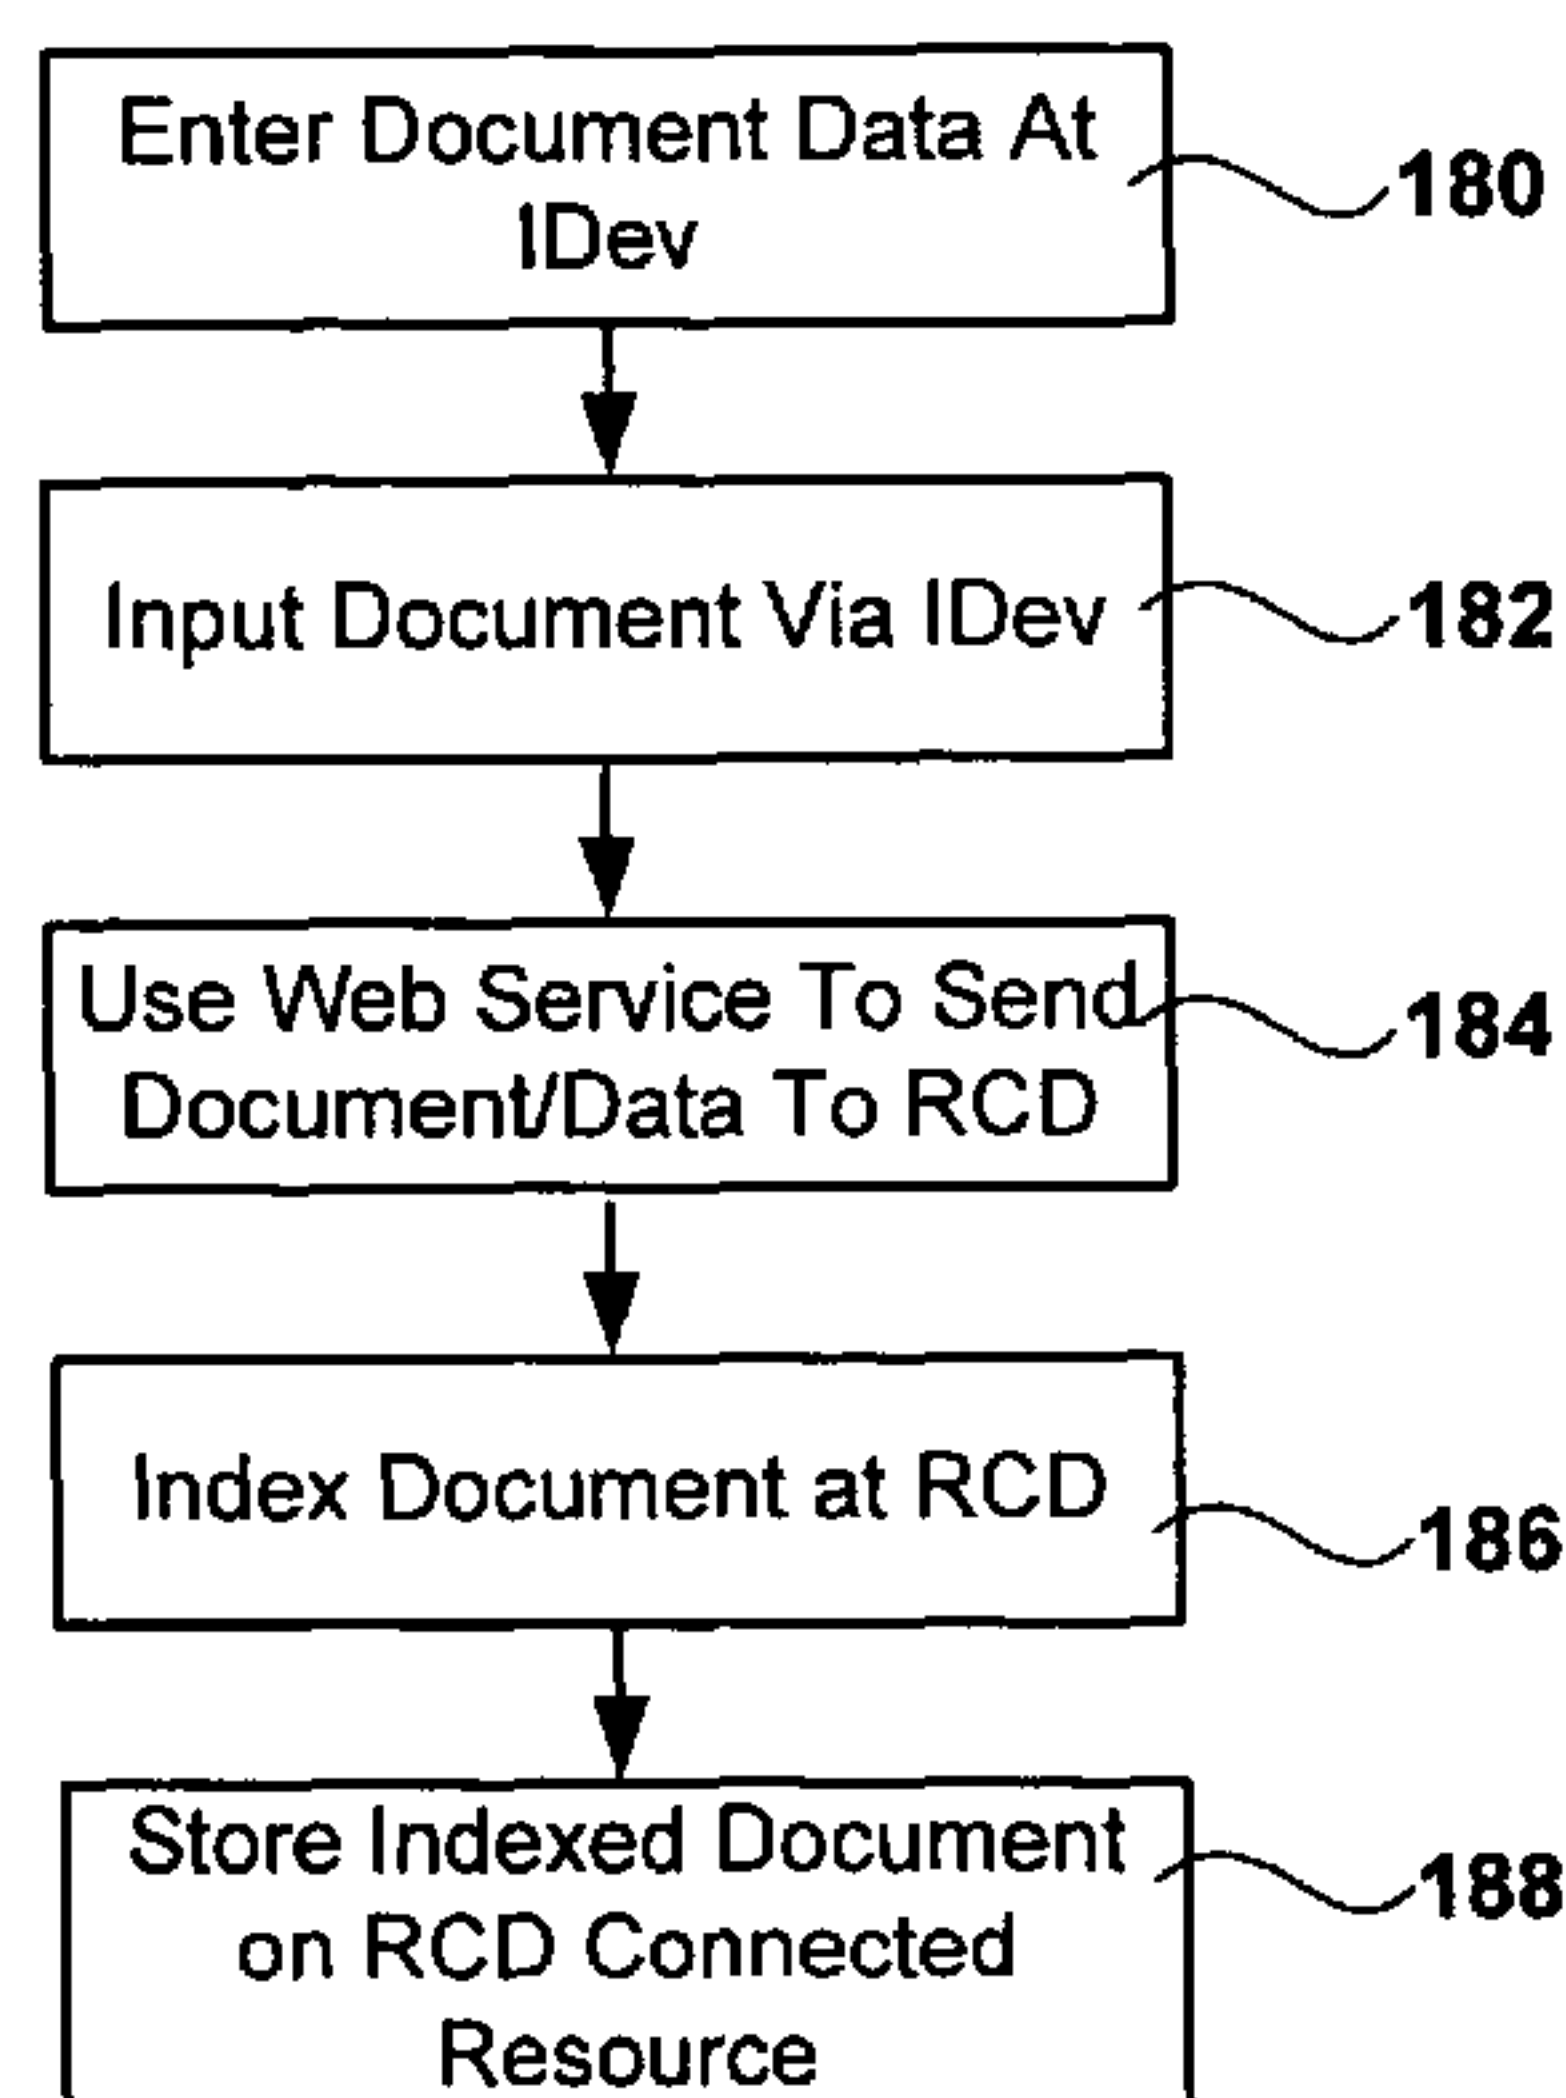 Enter Document Data At
IDev
180
Input Document Via IDev
182
Use Web Service To Send
Document/Data To RCD
184
Index Document at RCD
186
Store Indexed Document
on RCD Connected
Resource
188